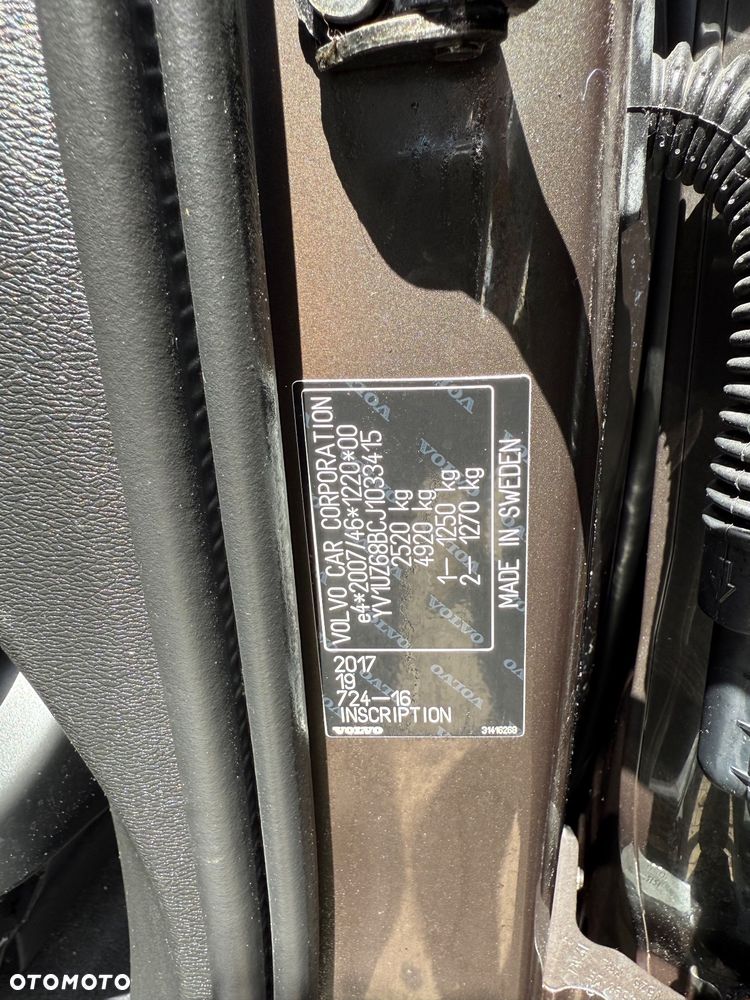 VOLVO CAR CORPORATION
e4*2007/46*1220*00
YV1UZ68BCJ1033415
2520 kg
4920 kg
1- 1250 kg
2- 1270 kg
MADE IN SWEDEN
2017
19
724-16
INSCRIPTION
VOLVO
31416269
OTOMOTO